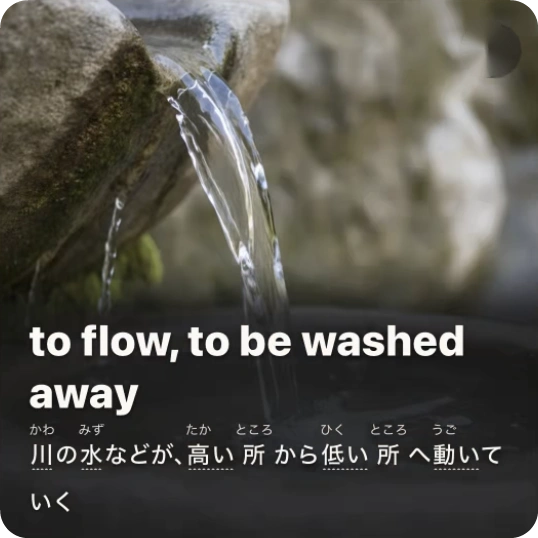 to flow, to be washed
away
かわ みず たか ところ ひく ところ うご
川の水などが、高い所から低い所へ動いて
いく